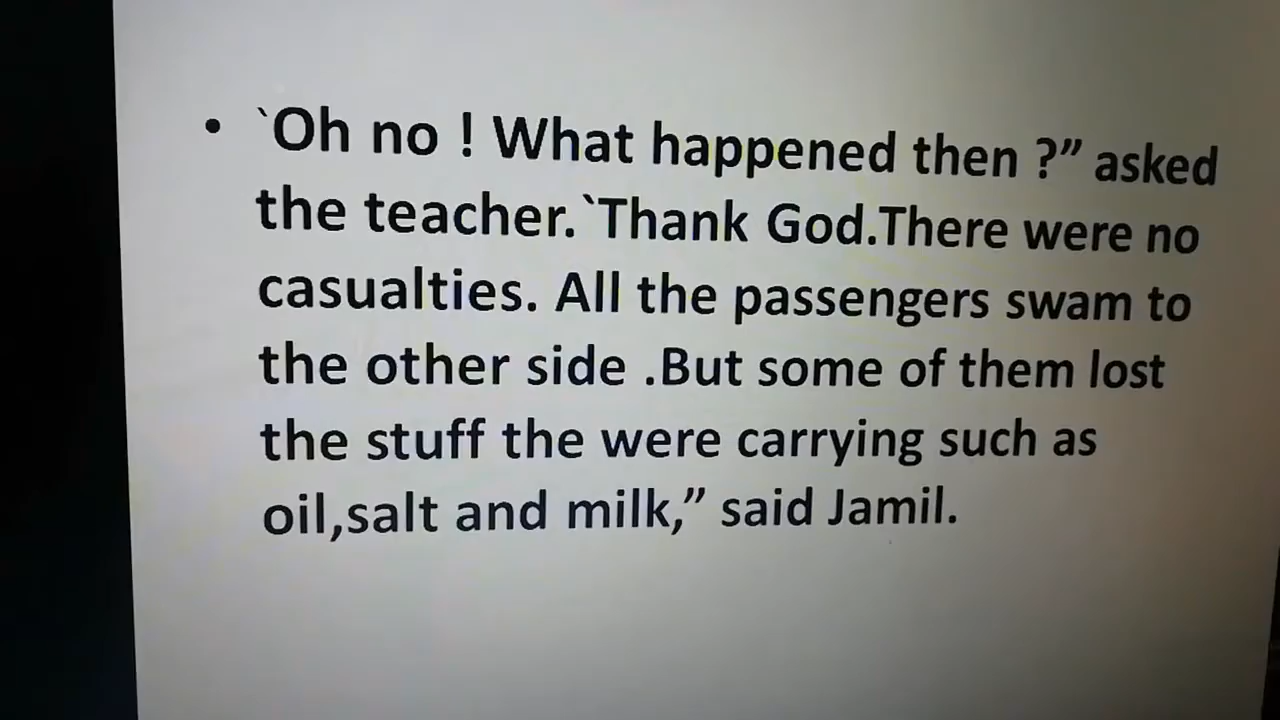 • `Oh no ! What happened then ?” asked
the teacher.`Thank God.There were no
casualties. All the passengers swam to
the other side .But some of them lost
the stuff the were carrying such as
oil,salt and milk,” said Jamil.